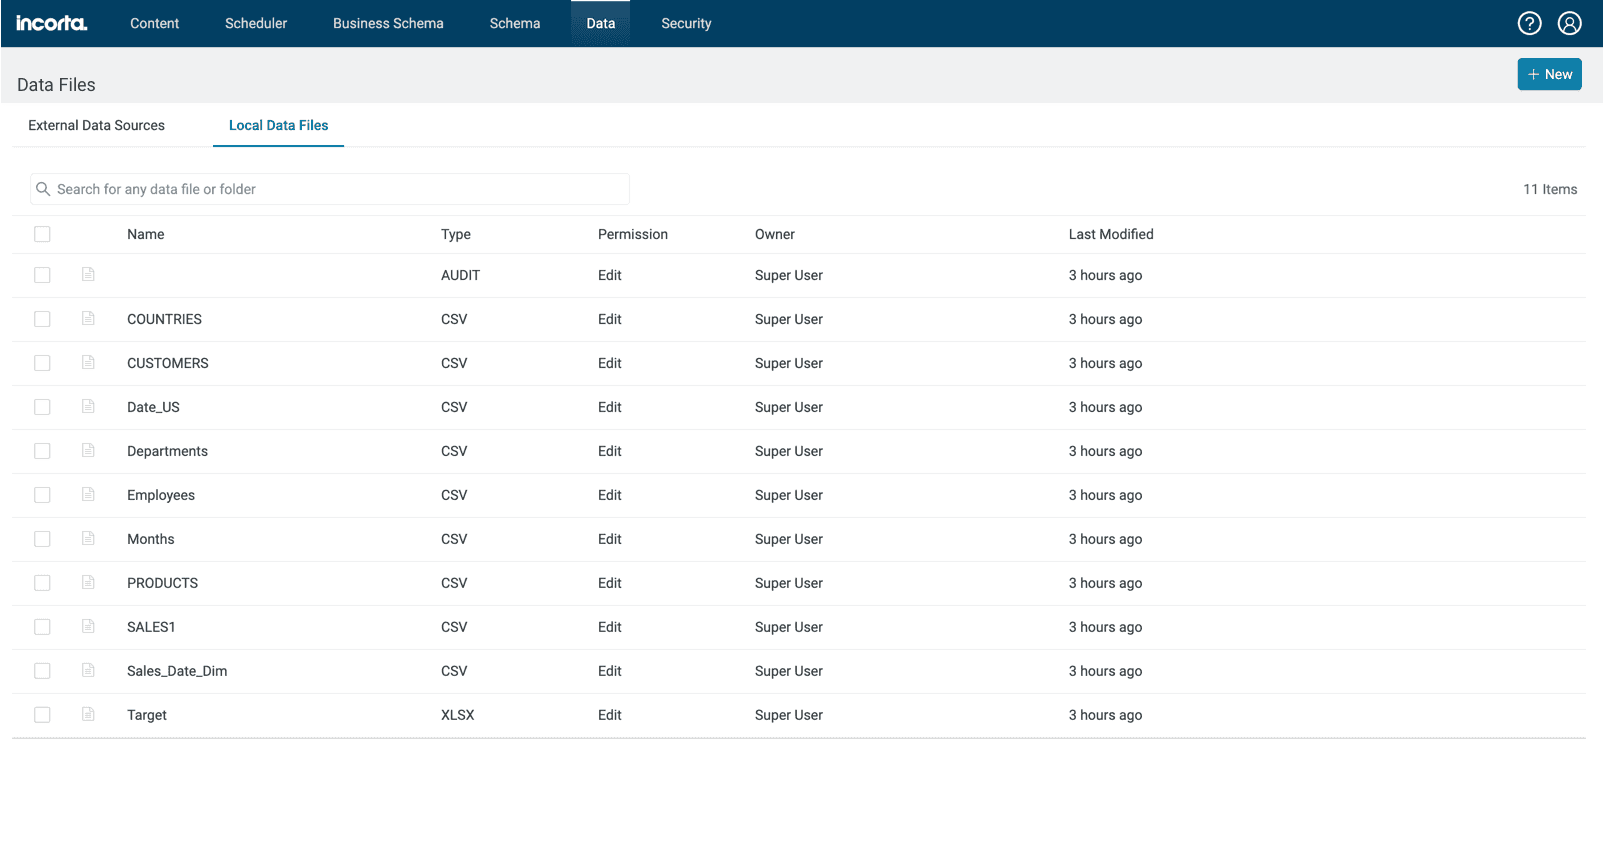 incorta. Content Scheduler Business Schema Schema Data Security ?
Data Files + New
External Data Sources Local Data Files
Search for any data file or folder 11 Items
Name Type Permission Owner Last Modified
AUDIT Edit Super User 3 hours ago
COUNTRIES CSV Edit Super User 3 hours ago
CUSTOMERS CSV Edit Super User 3 hours ago
Date_US CSV Edit Super User 3 hours ago
Departments CSV Edit Super User 3 hours ago
Employees CSV Edit Super User 3 hours ago
Months CSV Edit Super User 3 hours ago
PRODUCTS CSV Edit Super User 3 hours ago
SALES1 CSV Edit Super User 3 hours ago
Sales_Date_Dim CSV Edit Super User 3 hours ago
Target XLSX Edit Super User 3 hours ago